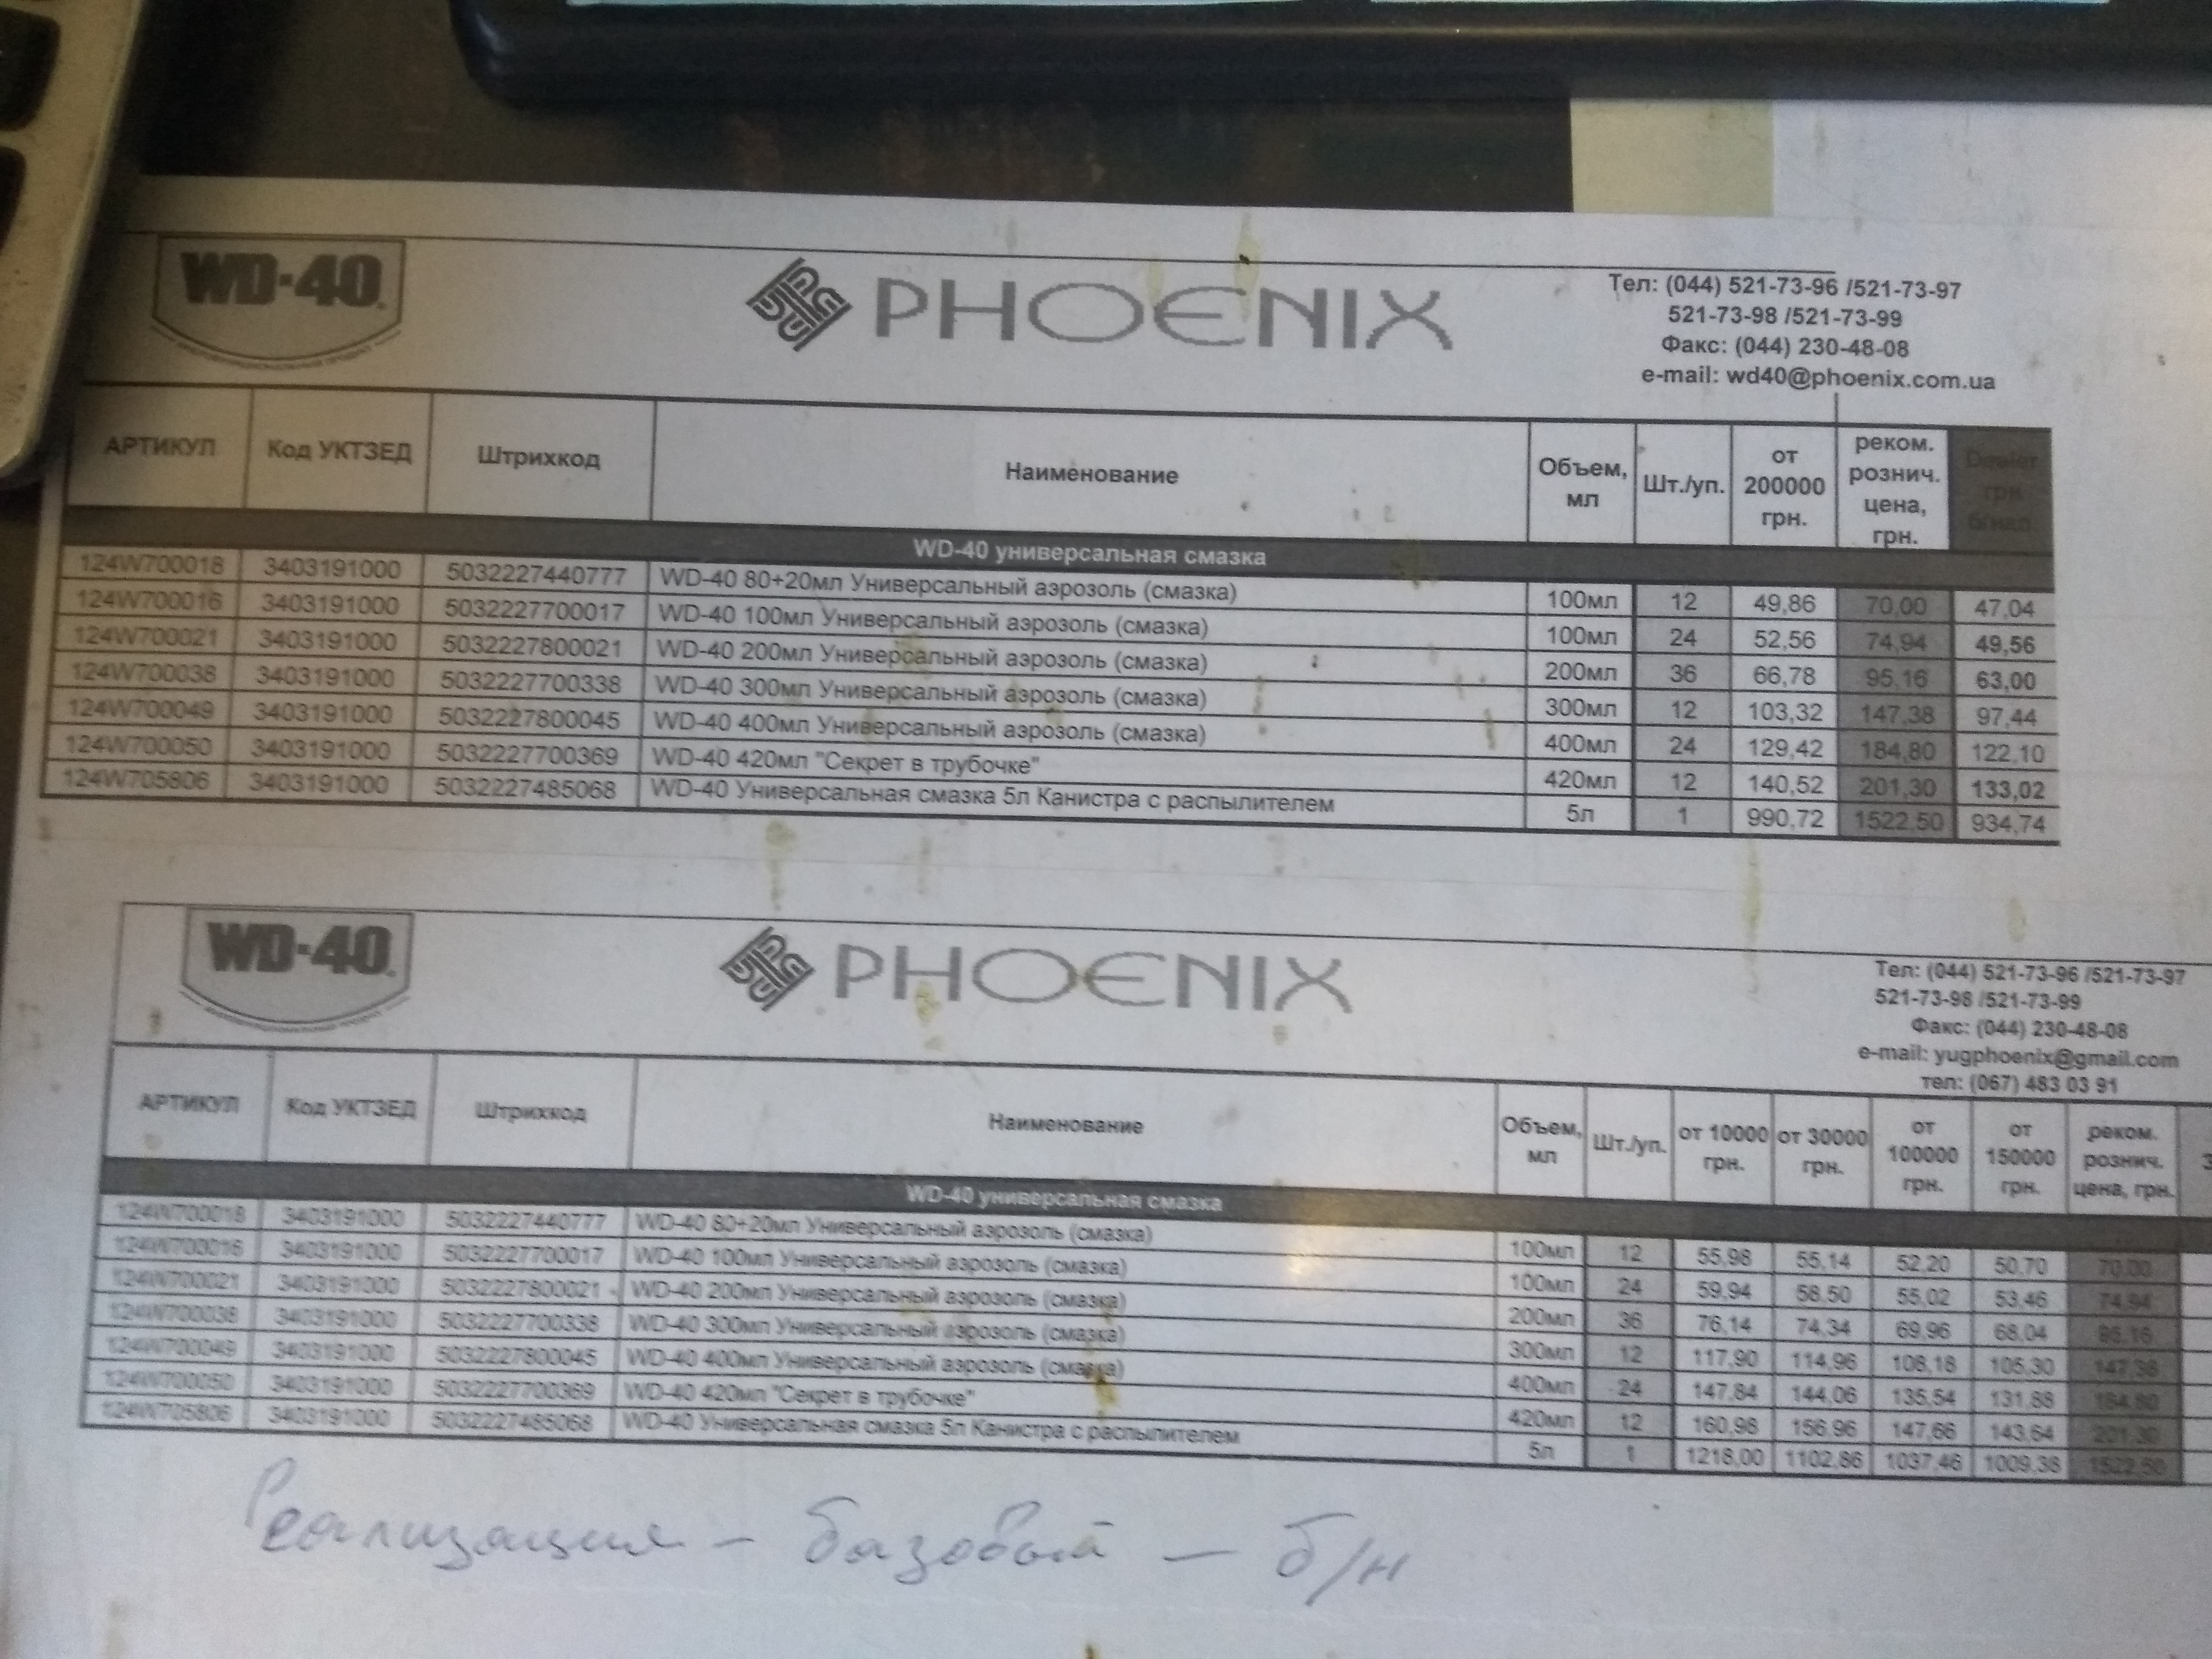 WD-40
PHOENIX
Тел: (044) 521-73-96 /521-73-97
521-73-98 /521-73-99
Факс: (044) 230-48-08
e-mail: wd40@phoenix.com.ua
АРТИКУЛ Код УКТЗЕД Штрихкод Наименование Объем, мл Шт./уп. от 200000 грн. реком. рознич. цена, грн. Dealer грн
WD-40 универсальная смазка
124W700018 3403191000 5032227440777 WD-40 80+20мл Универсальный аэрозоль (смазка) 100мл 12 49,86 70,00 47,04
124W700016 3403191000 5032227700017 WD-40 100мл Универсальный аэрозоль (смазка) 100мл 24 52,56 74,94 49,56
124W700021 3403191000 5032227800021 WD-40 200мл Универсальный аэрозоль (смазка) 200мл 36 66,78 95,16 63,00
124W700038 3403191000 5032227700338 WD-40 300мл Универсальный аэрозоль (смазка) 300мл 12 103,32 147,38 97,44
124W700049 3403191000 5032227800045 WD-40 400мл Универсальный аэрозоль (смазка) 400мл 24 129,42 184,80 122,10
124W700050 3403191000 5032227700369 WD-40 420мл "Секрет в трубочке" 420мл 12 140,52 201,30 133,02
124W705806 3403191000 5032227485068 WD-40 Универсальная смазка 5л Канистра с распылителем 5л 1 990,72 1522,50 934,74
WD-40
PHOENIX
Тел: (044) 521-73-96 /521-73-97
521-73-98 /521-73-99
Факс: (044) 230-48-08
e-mail: yugphoenix@gmail.com
тел: (067) 483 03 91
АРТИКУЛ Код УКТЗЕД Штрихкод Наименование Объем, мл Шт./уп. от 10000 грн. от 30000 грн. от 100000 грн. от 150000 грн. реком. рознич. цена, грн.
WD-40 универсальная смазка
124W700018 3403191000 5032227440777 WD-40 80+20мл Универсальный аэрозоль (смазка) 100мл 12 55,98 55,14 52,20 50,70 70,00
124W700016 3403191000 5032227700017 WD-40 100мл Универсальный аэрозоль (смазка) 100мл 24 59,94 58,50 55,02 53,46 74,94
124W700021 3403191000 5032227800021 WD-40 200мл Универсальный аэрозоль (смазка) 200мл 36 76,14 74,34 69,96 68,04 95,16
124W700038 3403191000 5032227700338 WD-40 300мл Универсальный аэрозоль (смазка) 300мл 12 117,90 114,96 108,18 105,30 147,38
124W700049 3403191000 5032227800045 WD-40 400мл Универсальный аэрозоль (смазка) 400мл 24 147,84 144,06 135,54 131,88 184,80
124W700050 3403191000 5032227700369 WD-40 420мл "Секрет в трубочке" 420мл 12 160,98 156,96 147,66 143,64 201,30
124W705806 3403191000 5032227485068 WD-40 Универсальная смазка 5л Канистра с распылителем 5л 1 1218,00 1102,86 1037,46 1009,38 1522,50
Реализация - базовый - б/н